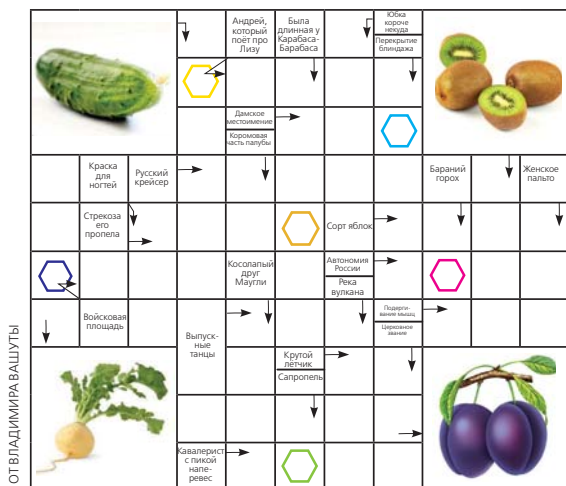 Андрей,
который
поёт про
Лизу
Была
длинная у
Карабаса-
Барабаса
Юбка
короче
некуда
Перекрытие
блиндажа
Дамское
местоимение
Кормовая
часть палубы
Краска
для
ногтей
Русский
крейсер
Бараний
горох
Женское
пальто
Стрекоза
его
пропела
Сорт яблок
Косолапый
друг
Маугли
Автономия
России
Река
вулкана
Войсковая
площадь
Выпуск-
ные
танцы
Подерги-
вание мышц
Церковное
звание
Крутой
лётчик
Сапропель
Кавалерист
с пикой
напе-
ревес
ОТ ВЛАДИМИРА ВАШУТЫ